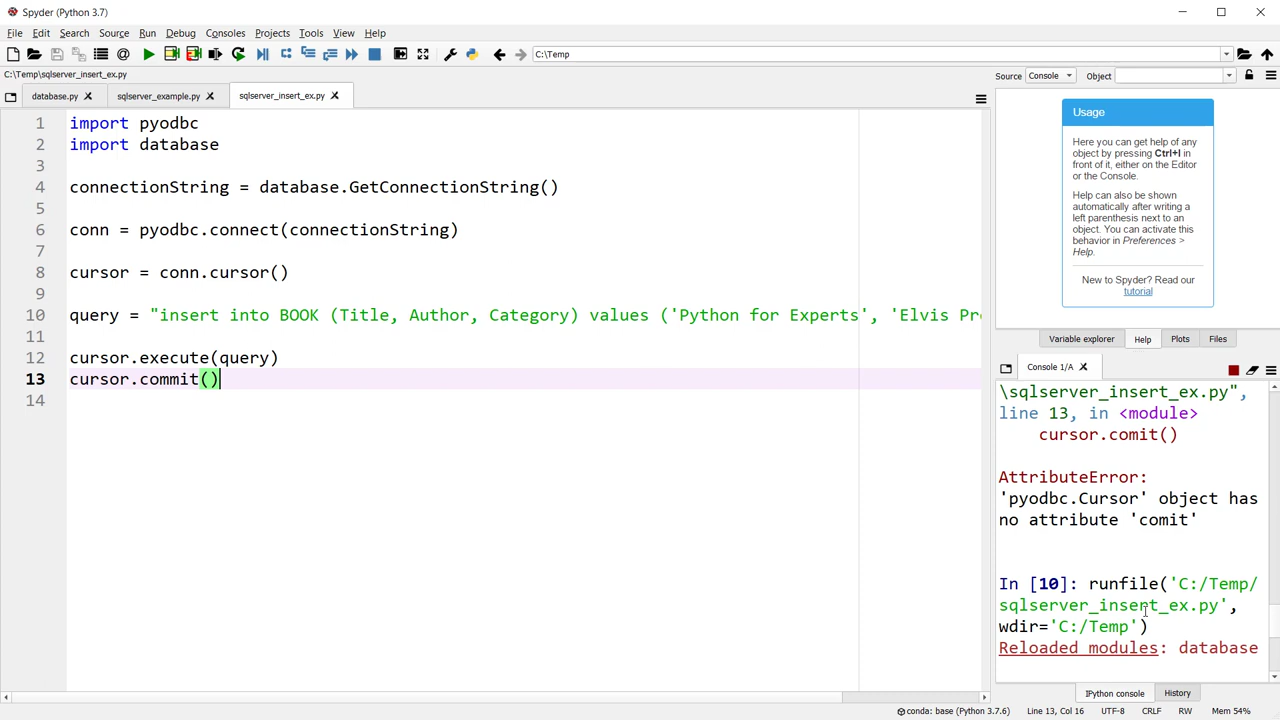 Spyder (Python 3.7)
File Edit Search Source Run Debug Consoles Projects Tools View Help
C:\Temp
C:\Temp\sqlserver_insert_ex.py
Source Console Object
database.py
sqlserver_example.py
sqlserver_insert_ex.py
1 import pyodbc
2 import database
3
4 connectionString = database.GetConnectionString()
5
6 conn = pyodbc.connect(connectionString)
7
8 cursor = conn.cursor()
9
10 query = "insert into BOOK (Title, Author, Category) values ('Python for Experts', 'Elvis Pre
11
12 cursor.execute(query)
13 cursor.commit()
14
Usage
Here you can get help of any
object by pressing Ctrl+I in
front of it, either on the Editor
or the Console.
Help can also be shown
automatically after writing a
left parenthesis next to an
object. You can activate this
behavior in Preferences >
Help.
New to Spyder? Read our
tutorial
Variable explorer Help Plots Files
Console 1/A
\sqlserver_insert_ex.py",
line 13, in <module>
cursor.comit()
AttributeError:
'pyodbc.Cursor' object has
no attribute 'comit'
In [10]: runfile('C:/Temp/
sqlserver_insert_ex.py',
wdir='C:/Temp')
Reloaded modules: database
IPython console History
conda: base (Python 3.7.6) Line 13, Col 16 UTF-8 CRLF RW Mem 54%